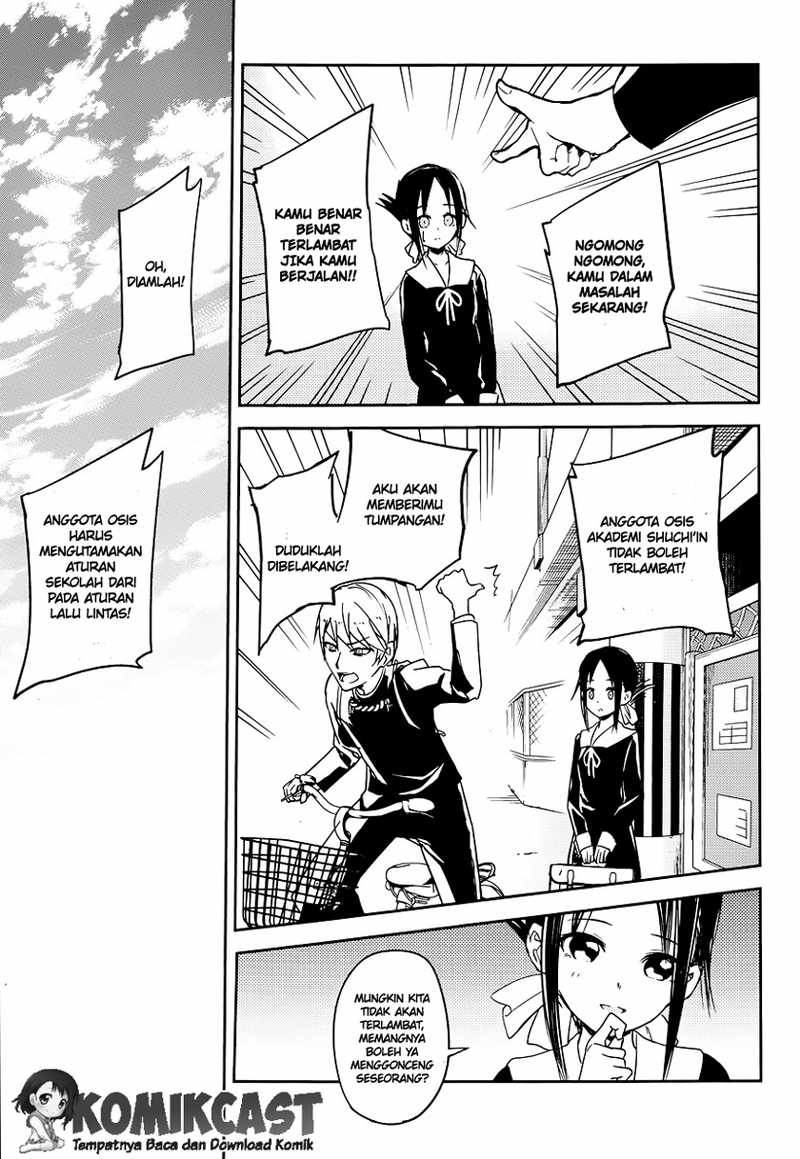 NGOMONG
NGOMONG,
KAMU DALAM
MASALAH
SEKARANG!
KAMU BENAR
BENAR
TERLAMBAT
JIKA KAMU
BERJALAN!!
ANGGOTA OSIS
AKADEMI SHUCHI'IN
TIDAK BOLEH
TERLAMBAT!
AKU AKAN
MEMBERIMU
TUMPANGAN!
DUDUKLAH
DIBELAKANG!
MUNGKIN KITA
TIDAK AKAN
TERLAMBAT,
MEMANGNYA
BOLEH YA
MENGGONCENG
SESEORANG?
OH,
DIAMLAH!
ANGGOTA OSIS
HARUS
MENGUTAMAKAN
ATURAN
SEKOLAH DARI
PADA ATURAN
LALU LINTAS!
KOMIKCAST
Tempatnya Baca dan Download Komik